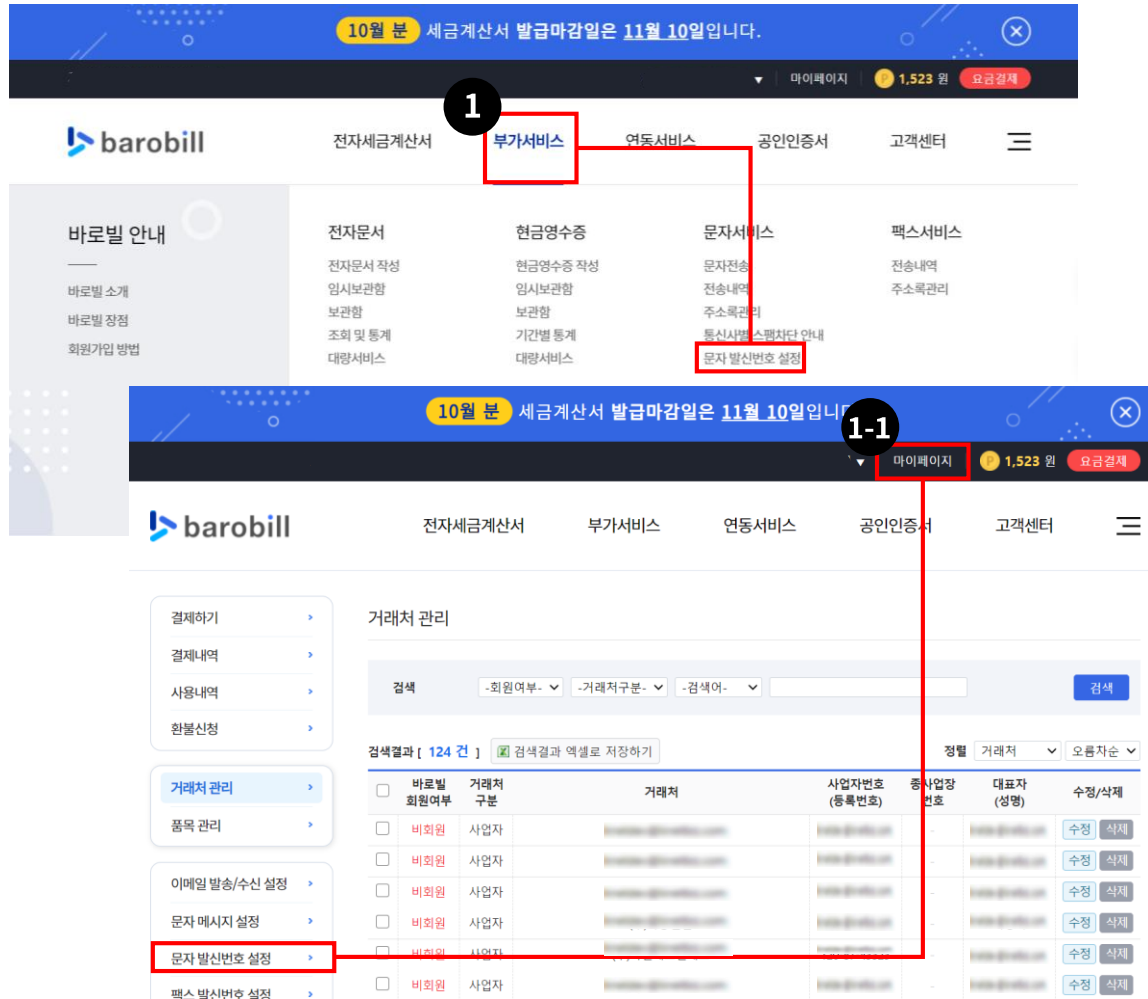 10월 분 세금계산서 발급마감일은 11월 10일입니다.
▼ 마이페이지 P 1,523 원 요금결제
1
barobill 전자세금계산서 부가서비스 연동서비스 공인인증서 고객센터
바로빌 안내
바로빌 소개
바로빌 장점
회원가입 방법
전자문서
전자문서 작성
임시보관함
보관함
조회 및 통계
대량서비스
현금영수증
현금영수증 작성
임시보관함
보관함
기간별 통계
대량서비스
문자서비스
문자전송
전송내역
주소록관리
통신사별 스팸차단 안내
문자 발신번호 설정
팩스서비스
전송내역
주소록관리
10월 분 세금계산서 발급마감일은 11월 10일입니
1-1
▼ 마이페이지 P 1,523 원 요금결제
barobill 전자세금계산서 부가서비스 연동서비스 공인인증서 고객센터
결제하기
결제내역
사용내역
환불신청
거래처 관리
품목 관리
이메일 발송/수신 설정
문자 메시지 설정
문자 발신번호 설정
팩스 발신번호 설정
거래처 관리
검색 -회원여부- -거래처구분- -검색어- 검색
검색결과 [ 124 건 ] 검색결과 엑셀로 저장하기 정렬 거래처 오름차순
바로빌 회원여부 거래처 구분 거래처 사업자번호 (등록번호) 종사업장 번호 대표자 (성명) 수정/삭제
비회원 사업자 - 수정 삭제
비회원 사업자 - 수정 삭제
비회원 사업자 - 수정 삭제
비회원 사업자 - 수정 삭제
비회원 사업자 - 수정 삭제
비회원 사업자 - 수정 삭제